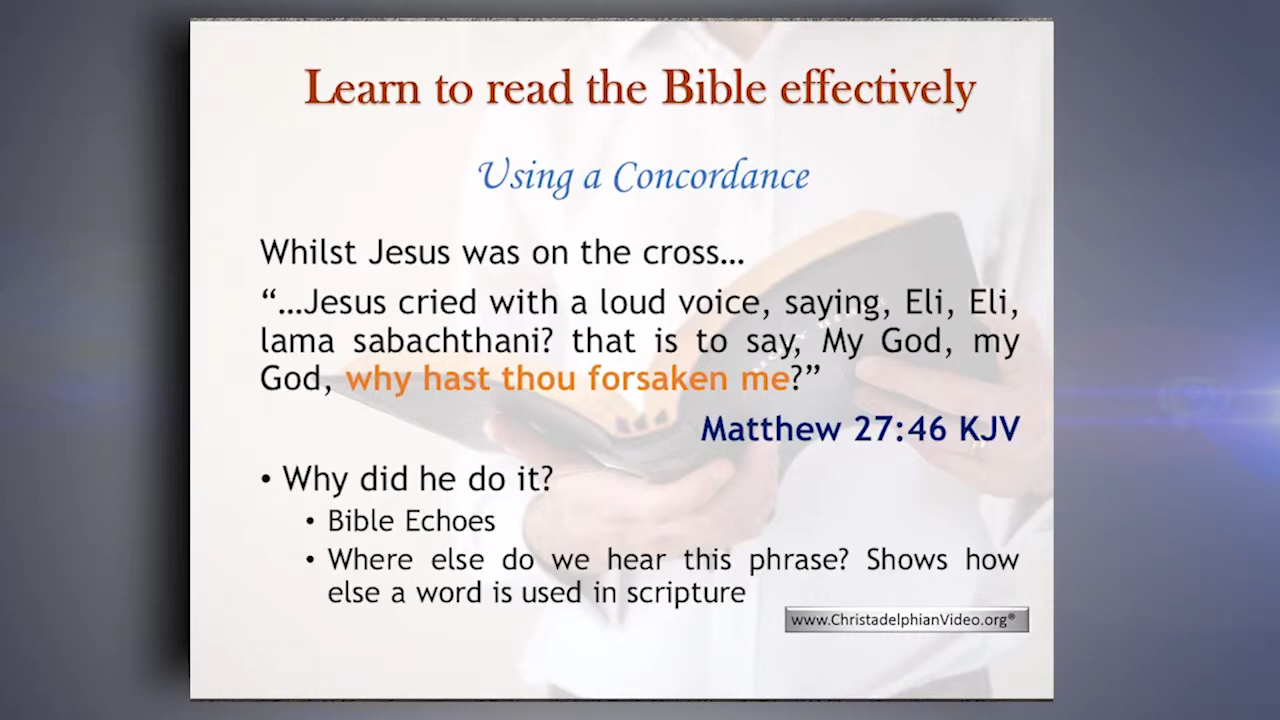 Learn to read the Bible effectively
Using a Concordance
Whilst Jesus was on the cross…
“…Jesus cried with a loud voice, saying, Eli, Eli,
lama sabachthani? that is to say, My God, my
God, why hast thou forsaken me?”
Matthew 27:46 KJV
• Why did he do it?
• Bible Echoes
• Where else do we hear this phrase? Shows how
else a word is used in scripture
www.ChristadelphianVideo.org®